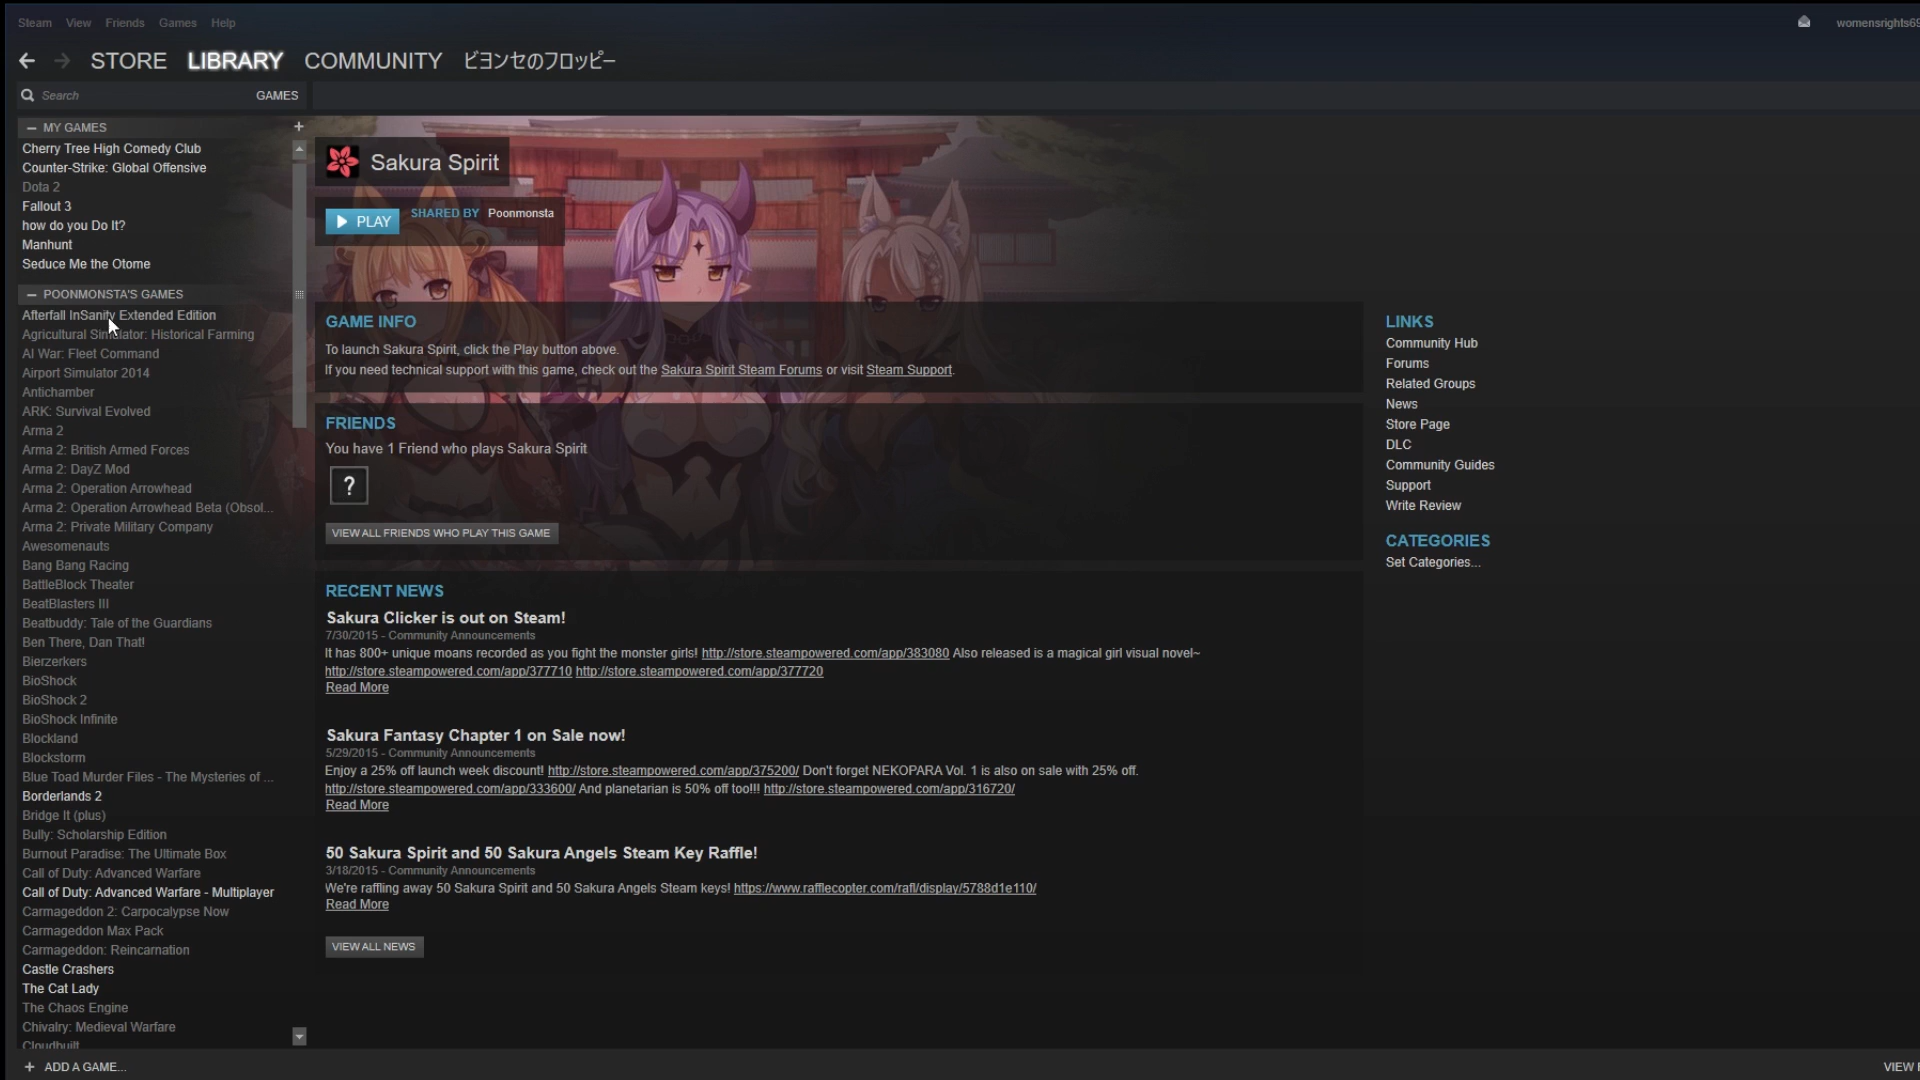 Steam View Friends Games Help
womensrights69
STORE LIBRARY COMMUNITY ビヨンセのフロッピー
Search GAMES
— MY GAMES +
Cherry Tree High Comedy Club
Counter-Strike: Global Offensive
Dota 2
Fallout 3
how do you Do It?
Manhunt
Seduce Me the Otome
— POONMONSTA'S GAMES
Afterfall InSanity Extended Edition
Agricultural Simulator: Historical Farming
AI War: Fleet Command
Airport Simulator 2014
Antichamber
ARK: Survival Evolved
Arma 2
Arma 2: British Armed Forces
Arma 2: DayZ Mod
Arma 2: Operation Arrowhead
Arma 2: Operation Arrowhead Beta (Obsol...
Arma 2: Private Military Company
Awesomenauts
Bang Bang Racing
BattleBlock Theater
BeatBlasters III
Beatbuddy: Tale of the Guardians
Ben There, Dan That!
Bierzerkers
BioShock
BioShock 2
BioShock Infinite
Blockland
Blockstorm
Blue Toad Murder Files - The Mysteries of ...
Borderlands 2
Bridge It (plus)
Bully: Scholarship Edition
Burnout Paradise: The Ultimate Box
Call of Duty: Advanced Warfare
Call of Duty: Advanced Warfare - Multiplayer
Carmageddon 2: Carpocalypse Now
Carmageddon Max Pack
Carmageddon: Reincarnation
Castle Crashers
The Cat Lady
The Chaos Engine
Chivalry: Medieval Warfare
Cloudbuilt
+ ADD A GAME...
Sakura Spirit
PLAY SHARED BY Poonmonsta
GAME INFO
To launch Sakura Spirit, click the Play button above.
If you need technical support with this game, check out the Sakura Spirit Steam Forums or visit Steam Support.
FRIENDS
You have 1 Friend who plays Sakura Spirit
?
VIEW ALL FRIENDS WHO PLAY THIS GAME
RECENT NEWS
Sakura Clicker is out on Steam!
7/30/2015 - Community Announcements
It has 800+ unique moans recorded as you fight the monster girls! http://store.steampowered.com/app/383080 Also released is a magical girl visual novel~
http://store.steampowered.com/app/377710 http://store.steampowered.com/app/377720
Read More
Sakura Fantasy Chapter 1 on Sale now!
5/29/2015 - Community Announcements
Enjoy a 25% off launch week discount! http://store.steampowered.com/app/375200/ Don't forget NEKOPARA Vol. 1 is also on sale with 25% off.
http://store.steampowered.com/app/333600/ And planetarian is 50% off too!!! http://store.steampowered.com/app/316720/
Read More
50 Sakura Spirit and 50 Sakura Angels Steam Key Raffle!
3/18/2015 - Community Announcements
We're raffling away 50 Sakura Spirit and 50 Sakura Angels Steam keys! https://www.rafflecopter.com/rafl/display/5788d1e110/
Read More
VIEW ALL NEWS
LINKS
Community Hub
Forums
Related Groups
News
Store Page
DLC
Community Guides
Support
Write Review
CATEGORIES
Set Categories...
VIEW